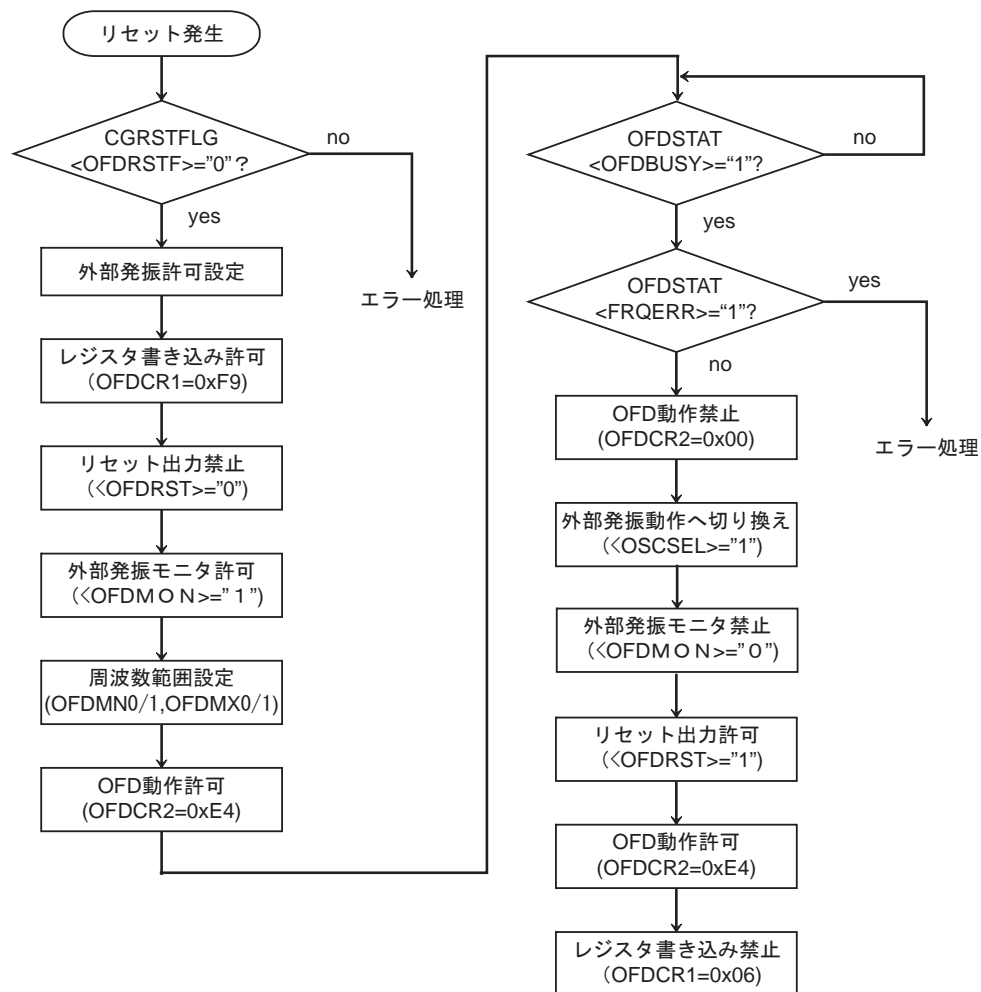 リセット発生
CGRSTFLG
<OFDRSTF>="0"?
no
yes
エラー処理
外部発振許可設定
レジスタ書き込み許可
(OFDCR1=0xF9)
リセット出力禁止
(<OFDRST>="0")
外部発振モニタ許可
(<OFDMON>="1")
周波数範囲設定
(OFDMN0/1,OFDMX0/1)
OFD動作許可
(OFDCR2=0xE4)
OFDSTAT
<OFDBUSY>="1"?
no
yes
OFDSTAT
<FRQERR>="1"?
yes
no
エラー処理
OFD動作禁止
(OFDCR2=0x00)
外部発振動作へ切り換え
(<OSCSEL>="1")
外部発振モニタ禁止
(<OFDMON>="0")
リセット出力許可
(<OFDRST>="1")
OFD動作許可
(OFDCR2=0xE4)
レジスタ書き込み禁止
(OFDCR1=0x06)